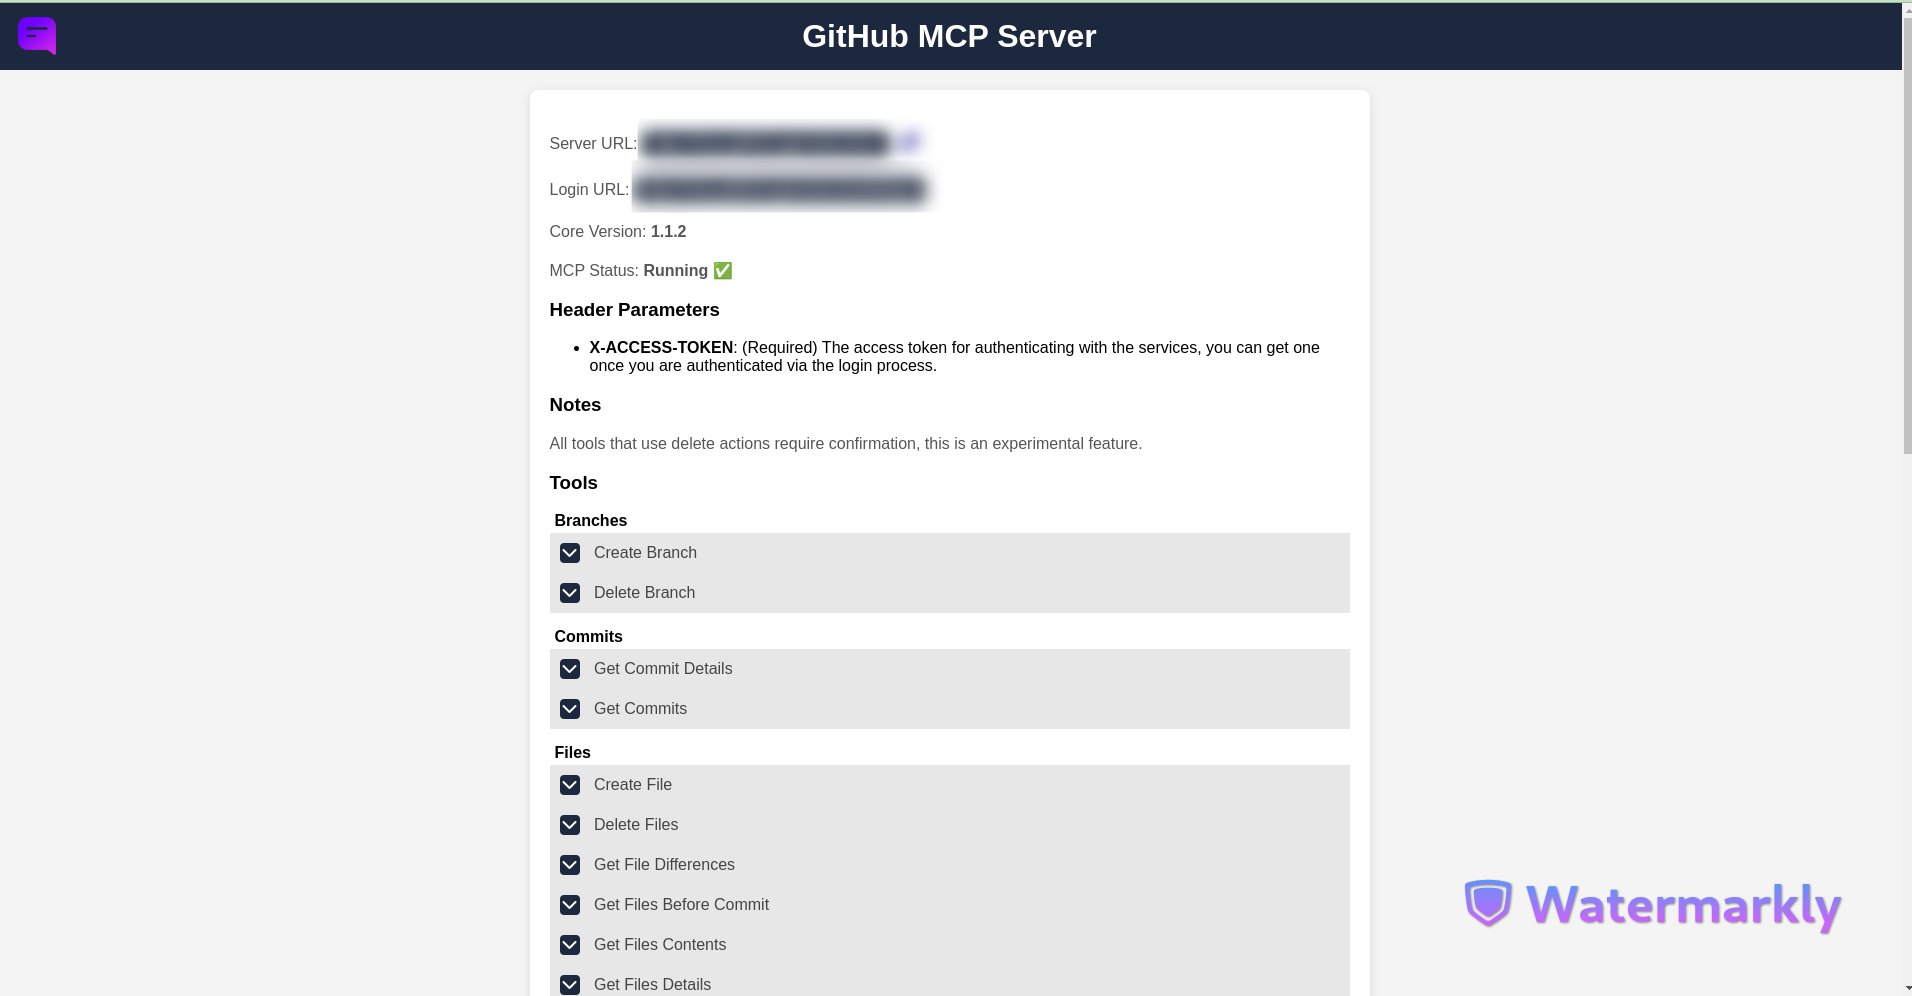 GitHub MCP Server
Server URL:
Login URL:
Core Version: 1.1.2
MCP Status: Running ✅
Header Parameters
• X-ACCESS-TOKEN: (Required) The access token for authenticating with the services, you can get one
once you are authenticated via the login process.
Notes
All tools that use delete actions require confirmation, this is an experimental feature.
Tools
Branches
Create Branch
Delete Branch
Commits
Get Commit Details
Get Commits
Files
Create File
Delete Files
Get File Differences
Get Files Before Commit
Get Files Contents
Get Files Details
Watermarkly